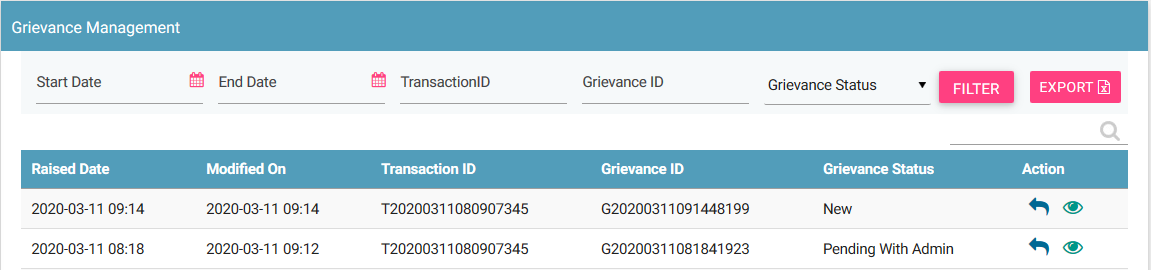 Grievance Management
Start Date End Date TransactionID Grievance ID Grievance Status FILTER EXPORT
Raised Date Modified On Transaction ID Grievance ID Grievance Status Action
2020-03-11 09:14 2020-03-11 09:14 T20200311080907345 G20200311091448199 New
2020-03-11 08:18 2020-03-11 09:12 T20200311080907345 G20200311081841923 Pending With Admin